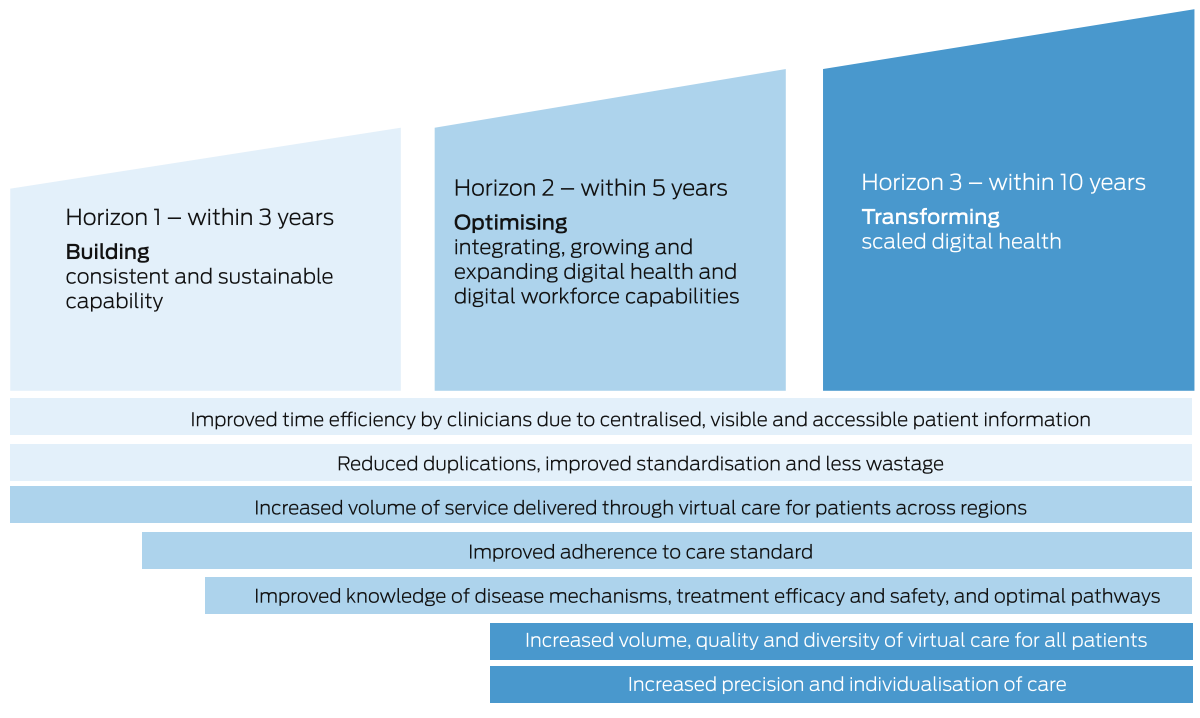 Horizon 1 – within 3 years
Building
consistent and sustainable
capability
Horizon 2 – within 5 years
Optimising
integrating, growing and
expanding digital health and
digital workforce capabilities
Horizon 3 – within 10 years
Transforming
scaled digital health
Improved time efficiency by clinicians due to centralised, visible and accessible patient information
Reduced duplications, improved standardisation and less wastage
Increased volume of service delivered through virtual care for patients across regions
Improved adherence to care standard
Improved knowledge of disease mechanisms, treatment efficacy and safety, and optimal pathways
Increased volume, quality and diversity of virtual care for all patients
Increased precision and individualisation of care